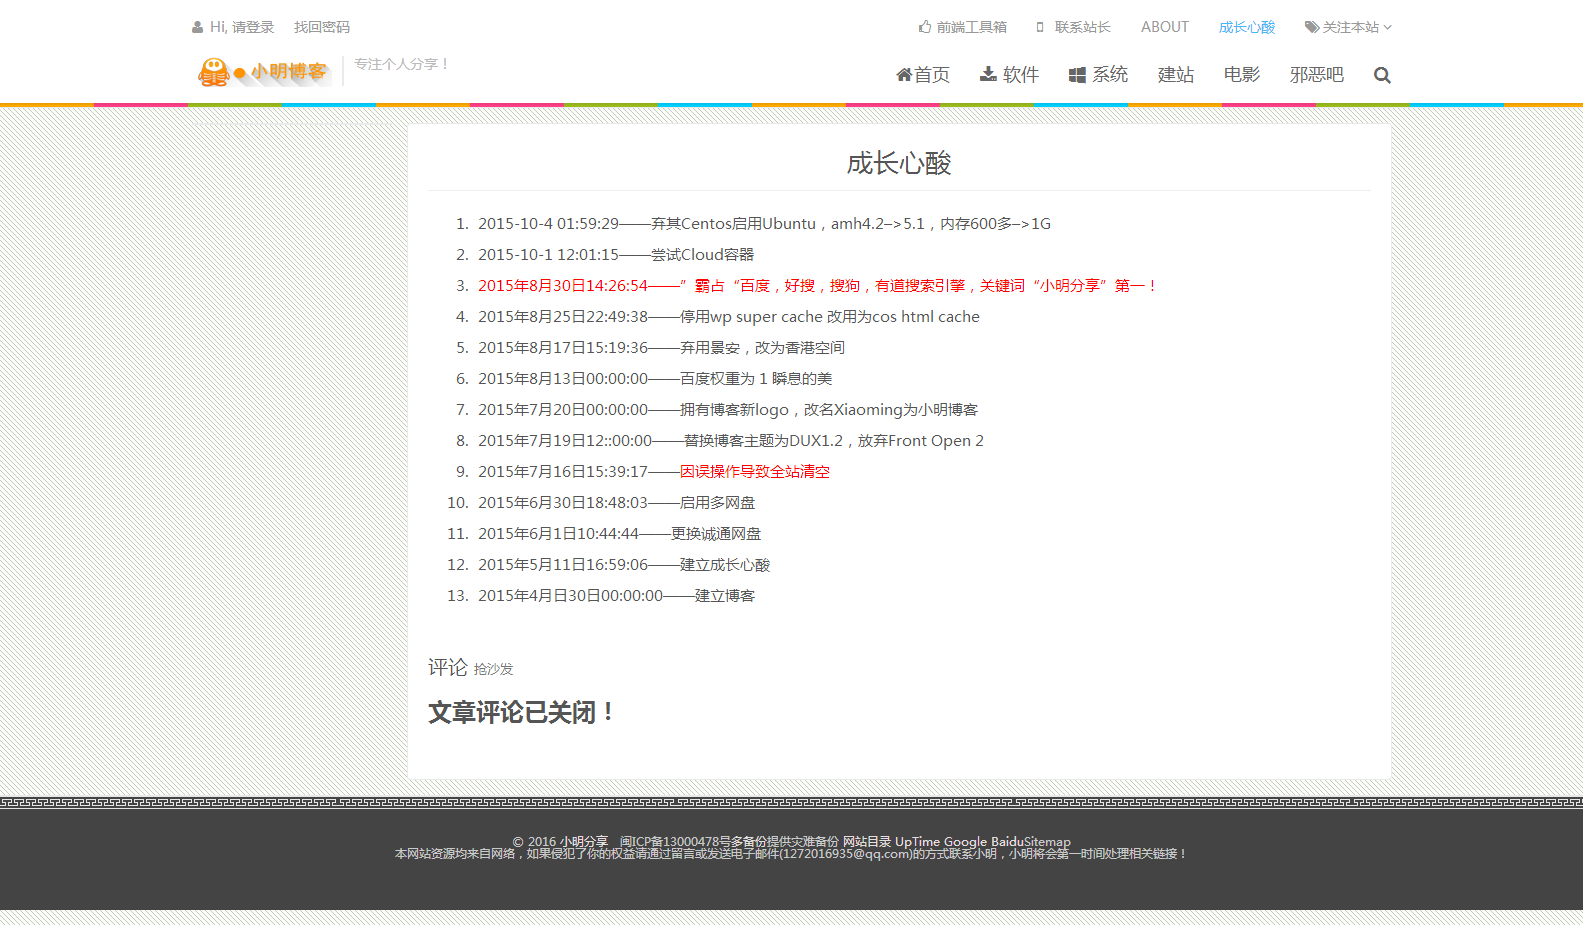 Hi, 请登录 找回密码
前端工具箱 联系站长 ABOUT 成长心酸 关注本站
小明博客 专注个人分享！
首页 软件 系统 建站 电影 邪恶吧
成长心酸
1. 2015-10-4 01:59:29——弃其Centos启用Ubuntu，amh4.2–>5.1，内存600多–>1G
2. 2015-10-1 12:01:15——尝试Cloud容器
3. 2015年8月30日14:26:54——”霸占“百度，好搜，搜狗，有道搜索引擎，关键词“小明分享”第一！
4. 2015年8月25日22:49:38——停用wp super cache 改用为cos html cache
5. 2015年8月17日15:19:36——弃用景安，改为香港空间
6. 2015年8月13日00:00:00——百度权重为 1 瞬息的美
7. 2015年7月20日00:00:00——拥有博客新logo，改名Xiaoming为小明博客
8. 2015年7月19日12::00:00——替换博客主题为DUX1.2，放弃Front Open 2
9. 2015年7月16日15:39:17——因误操作导致全站清空
10. 2015年6月30日18:48:03——启用多网盘
11. 2015年6月1日10:44:44——更换诚通网盘
12. 2015年5月11日16:59:06——建立成长心酸
13. 2015年4月日30日00:00:00——建立博客
评论 抢沙发
文章评论已关闭！
© 2016 小明分享 闽ICP备13000478号多备份提供灾难备份 网站目录 UpTime Google BaiduSitemap
本网站资源均来自网络，如果侵犯了你的权益请通过留言或发送电子邮件(1272016935@qq.com)的方式联系小明，小明将会第一时间处理相关链接！